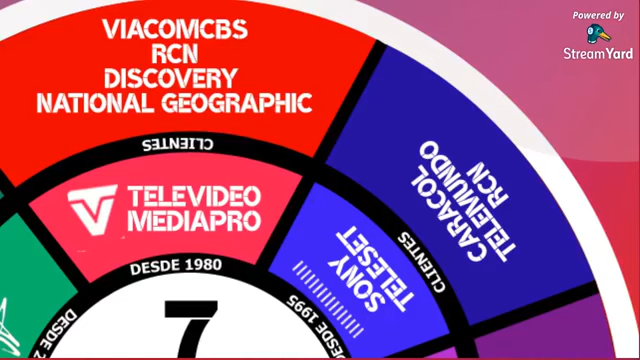 Powered by
StreamYard
VIACOMCBS
RCN
DISCOVERY
NATIONAL GEOGRAPHIC
CLIENTES
TELEVIDEO
MEDIAPRO
DESDE 1980
7
CARACOL
TELEMUNDO
RCN
CLIENTES
SONY
TELESET
DESDE 1995